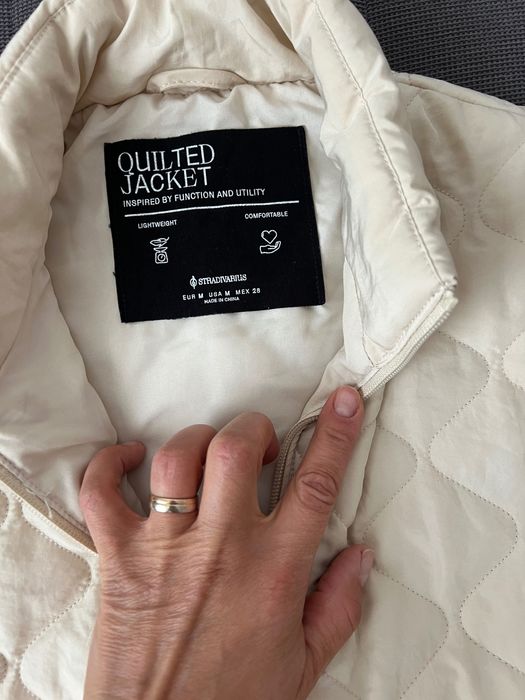 QUILTED
JACKET
INSPIRED BY FUNCTION AND UTILITY
LIGHTWEIGHT COMFORTABLE
STRADIVARIUS
EUR M USA M MEX 28
MADE IN CHINA